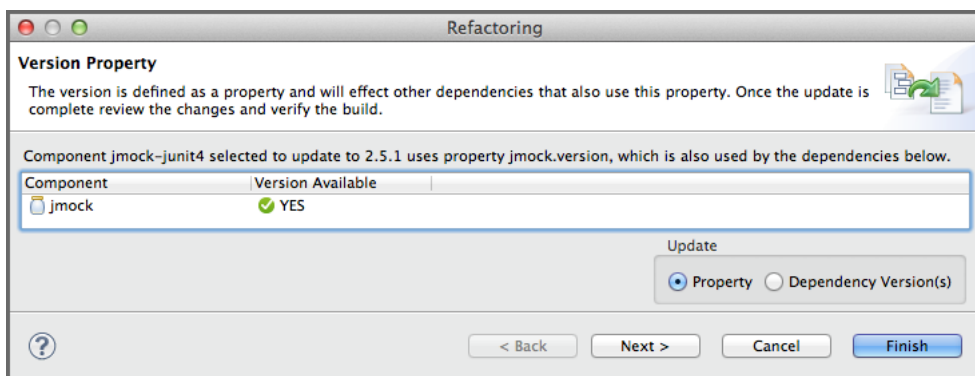 Refactoring
Version Property
The version is defined as a property and will effect other dependencies that also use this property. Once the update is
complete review the changes and verify the build.
Component jmock-junit4 selected to update to 2.5.1 uses property jmock.version, which is also used by the dependencies below.
Component Version Available
jmock YES
Update
Property Dependency Version(s)
? < Back Next > Cancel Finish